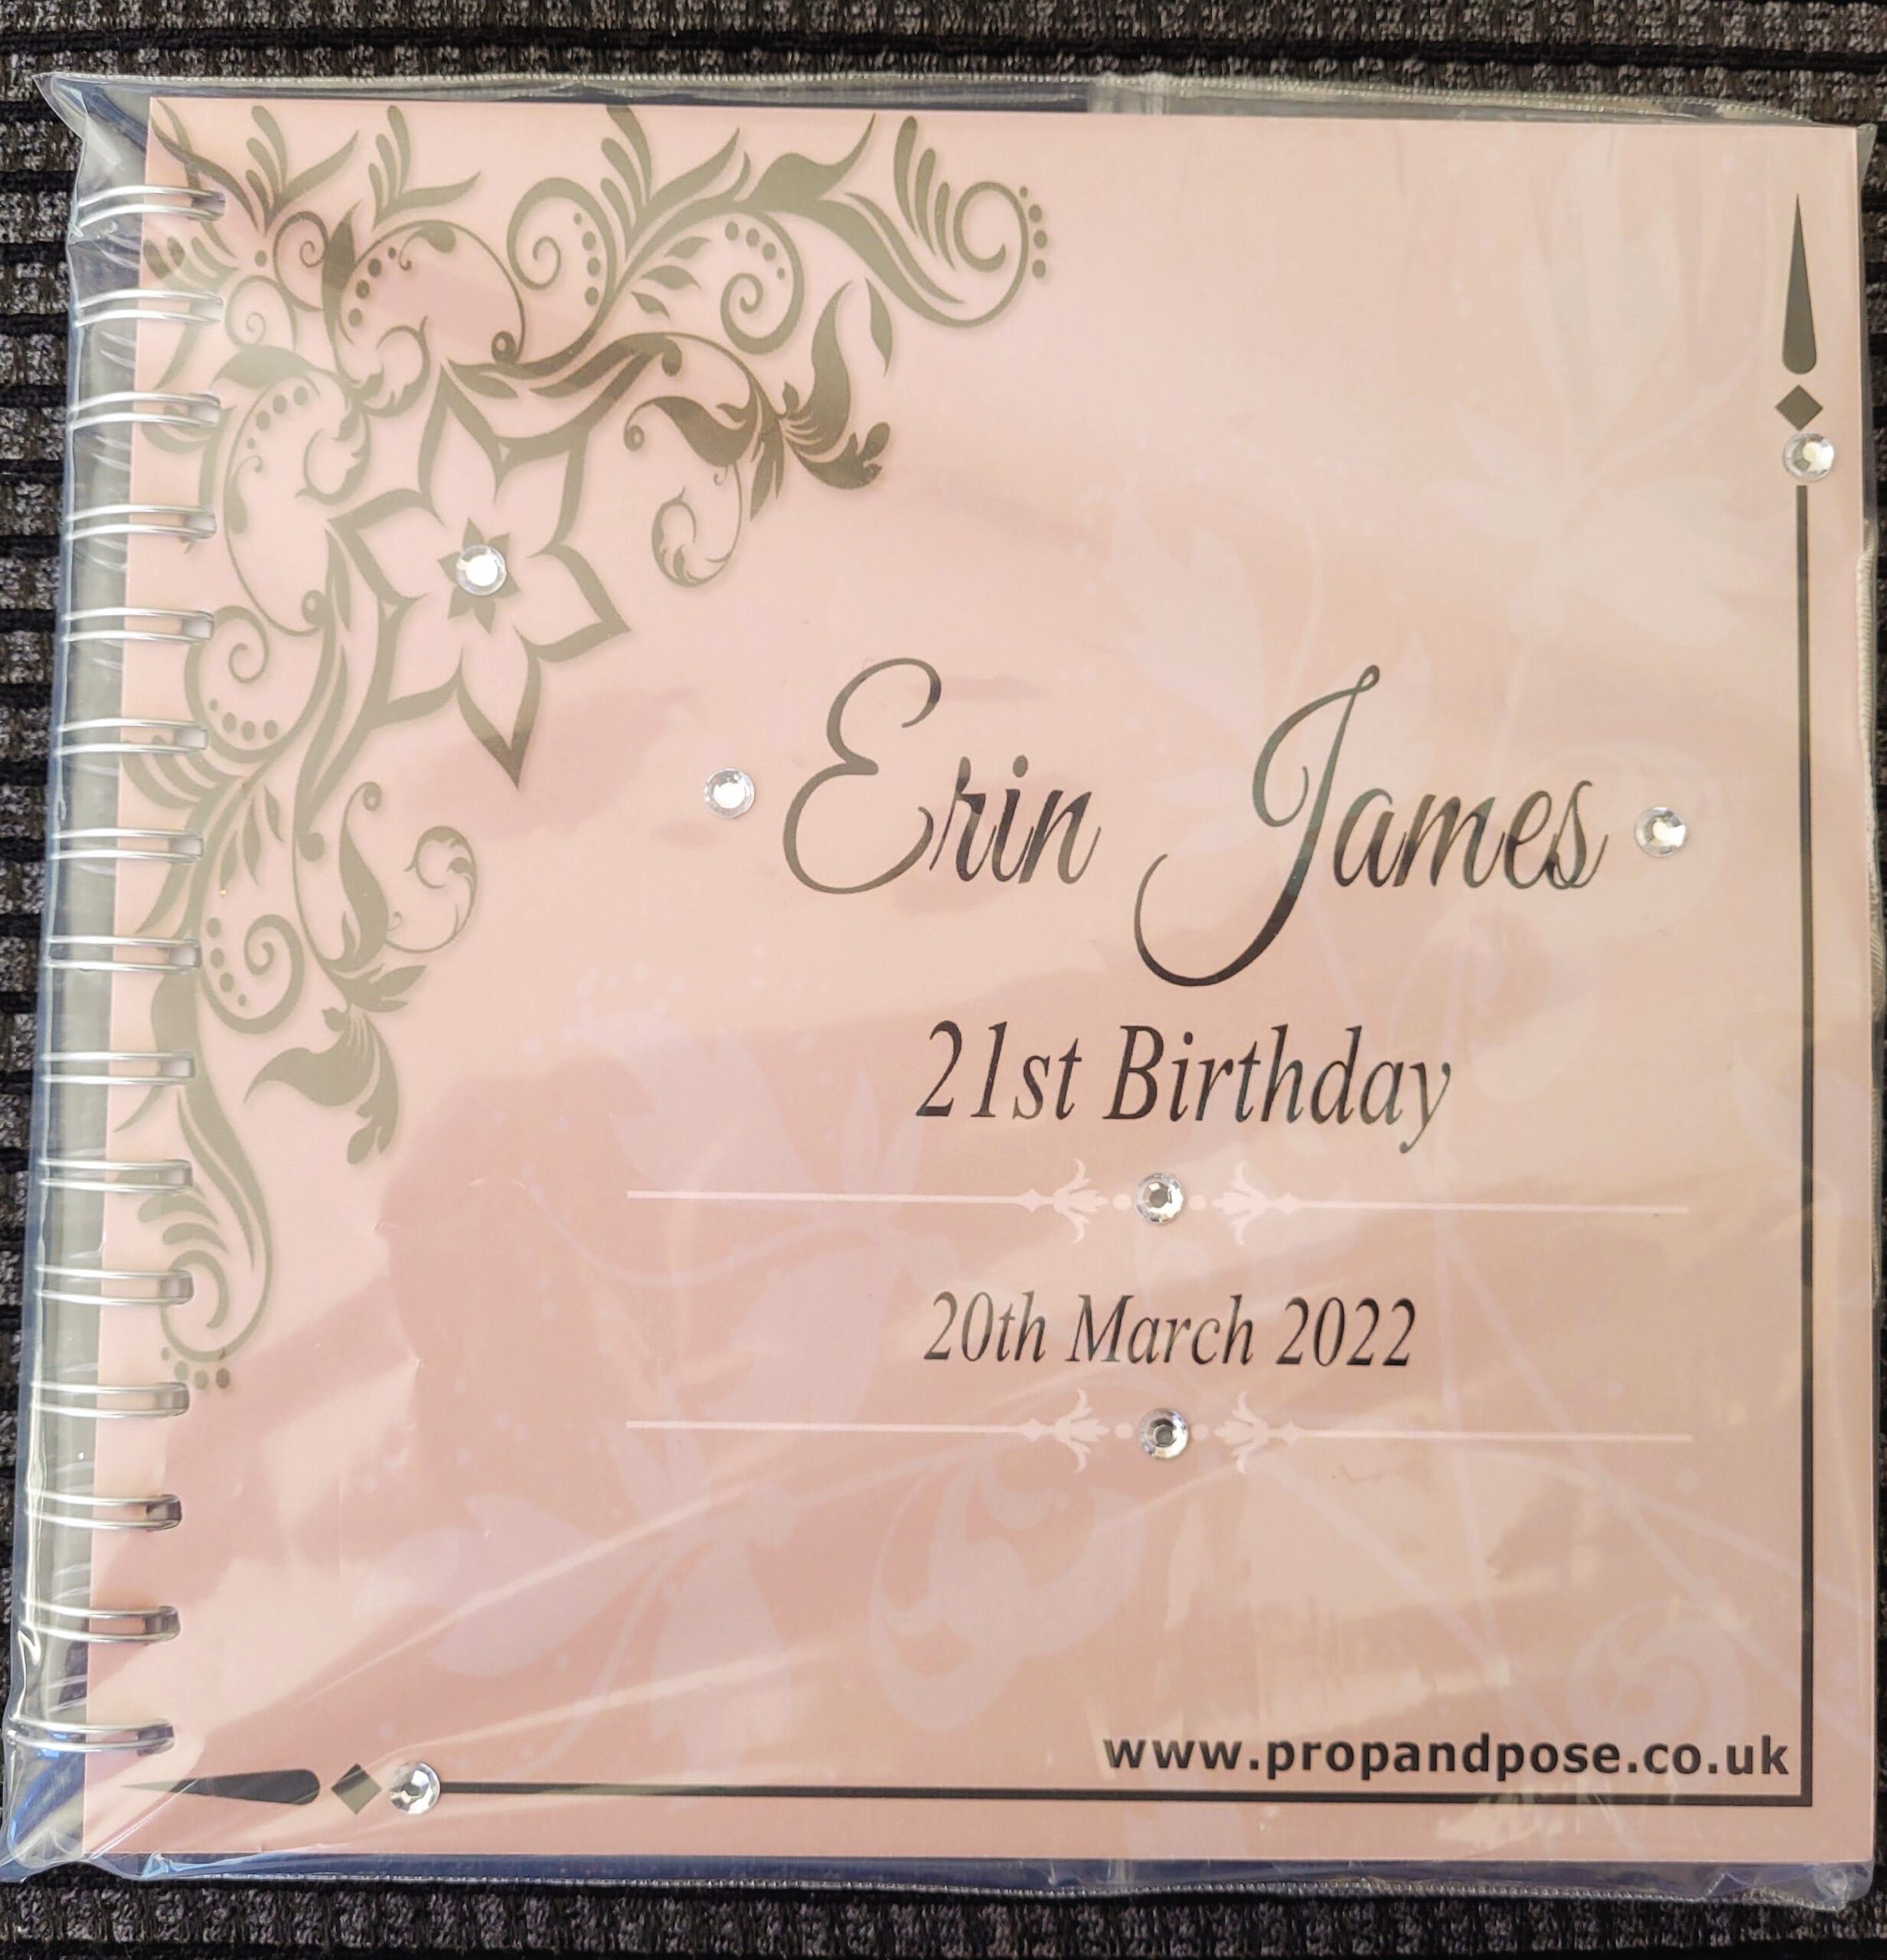 Erin James
21st Birthday
20th March 2022
www.propandpose.co.uk